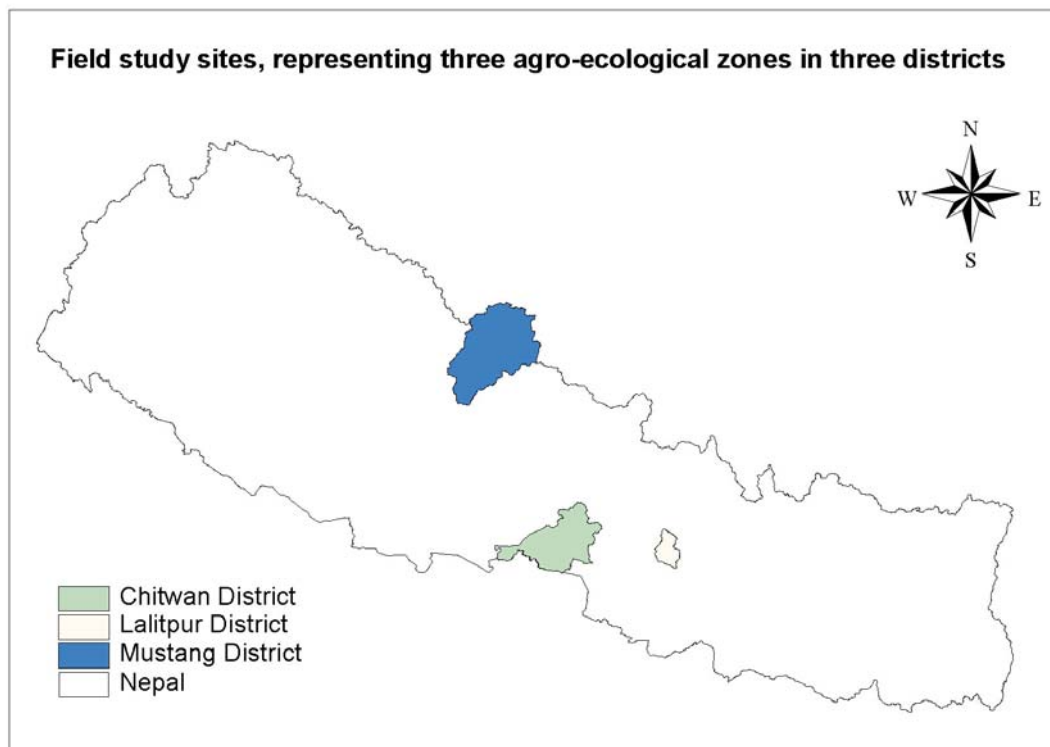 Field study sites, representing three agro-ecological zones in three districts
N
W E
S
Chitwan District
Lalitpur District
Mustang District
Nepal